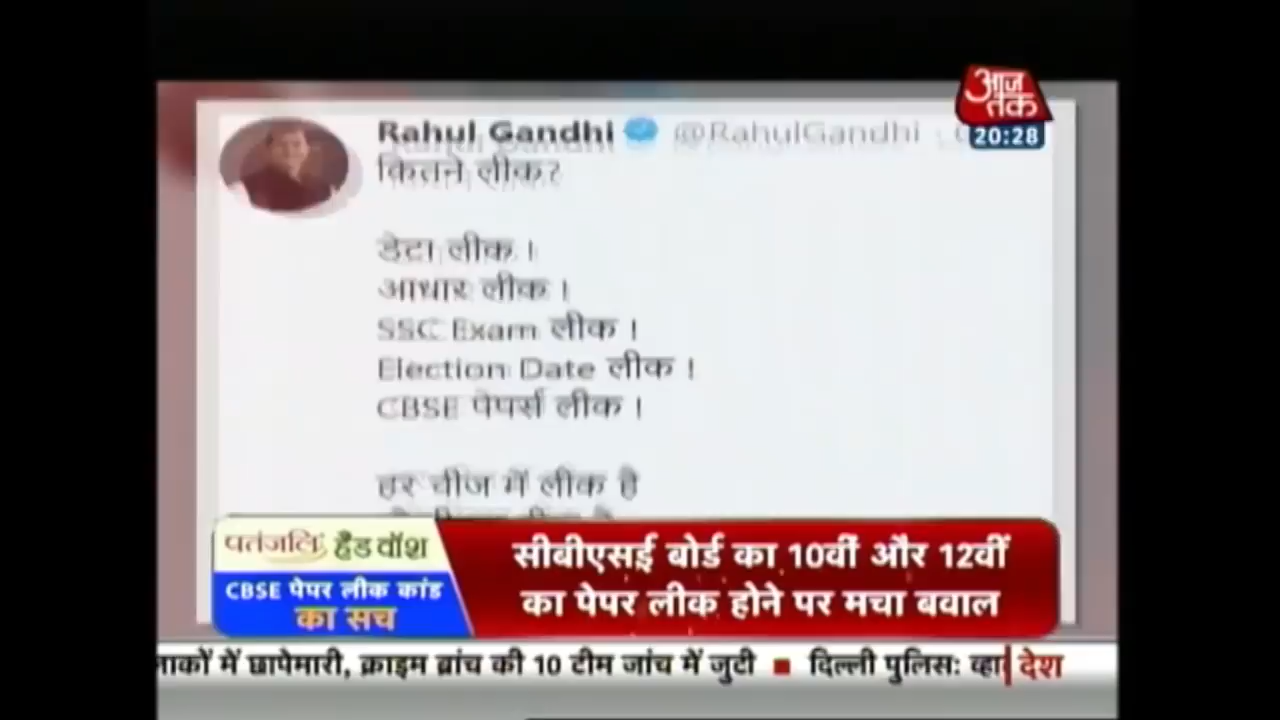 आज
तक
20:28
Rahul Gandhi @RahulGandhi
कितने लीक?
डेटा लीक।
आधार लीक।
SSC Exam लीक।
Election Date लीक।
CBSE पेपर्स लीक।
हर चीज में लीक है
पतंजलि हैंड वॉश
CBSE पेपर लीक कांड
का सच
सीबीएसई बोर्ड का 10वीं और 12वीं
का पेपर लीक होने पर मचा बवाल
में छापेमारी, क्राइम ब्रांच की 10 टीम जांच में जुटी ■ दिल्ली पुलिस: देश